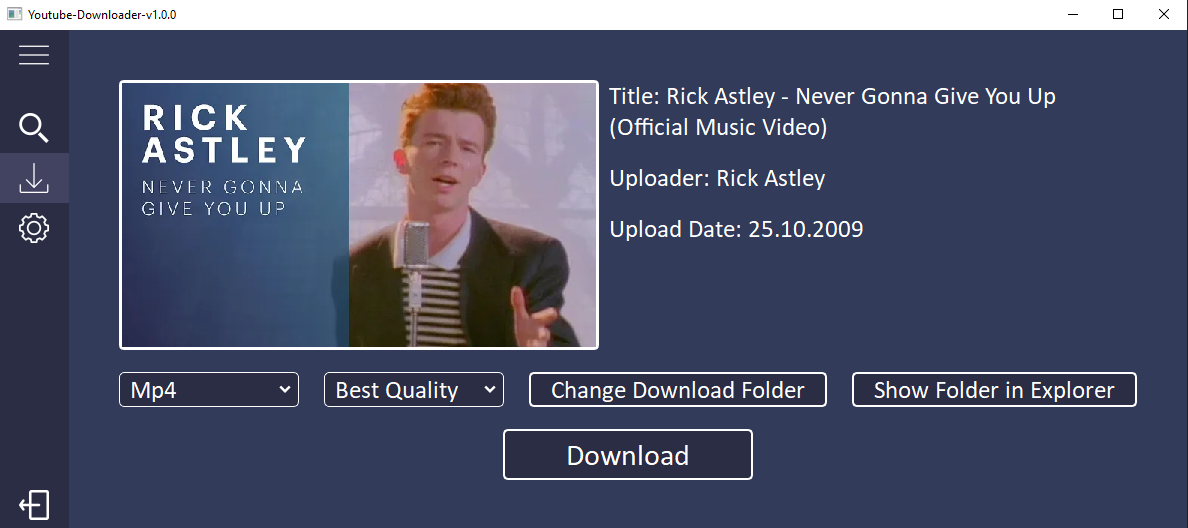 Youtube-Downloader-v1.0.0
RICK
ASTLEY
NEVER GONNA
GIVE YOU UP
Title: Rick Astley - Never Gonna Give You Up
(Official Music Video)
Uploader: Rick Astley
Upload Date: 25.10.2009
Mp4
Best Quality
Change Download Folder
Show Folder in Explorer
Download